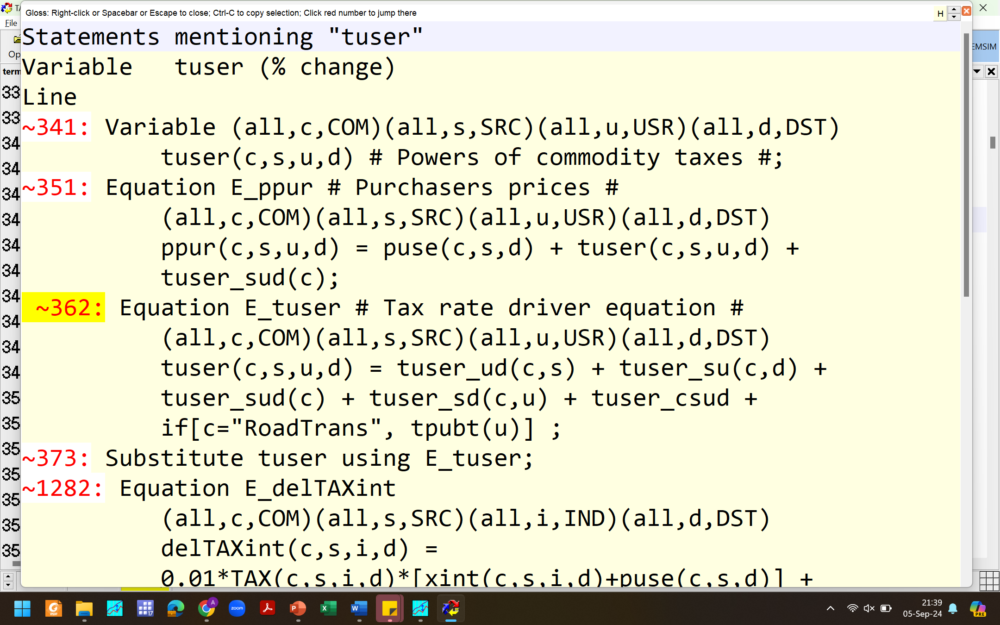 TA
Gloss: Right-click or Spacebar or Escape to close; Ctrl-C to copy selection; Click red number to jump there
H
File
Op
EMSIM
term
Statements mentioning "tuser"
Variable   tuser (% change)
Line
~341: Variable (all,c,COM)(all,s,SRC)(all,u,USR)(all,d,DST)
tuser(c,s,u,d) # Powers of commodity taxes #;
~351: Equation E_ppur # Purchasers prices #
(all,c,COM)(all,s,SRC)(all,u,USR)(all,d,DST)
ppur(c,s,u,d) = puse(c,s,d) + tuser(c,s,u,d) +
tuser_sud(c);
~362: Equation E_tuser # Tax rate driver equation #
(all,c,COM)(all,s,SRC)(all,u,USR)(all,d,DST)
tuser(c,s,u,d) = tuser_ud(c,s) + tuser_su(c,d) +
tuser_sud(c) + tuser_sd(c,u) + tuser_csud +
if[c="RoadTrans", tpubt(u)] ;
~373: Substitute tuser using E_tuser;
~1282: Equation E_delTAXint
(all,c,COM)(all,s,SRC)(all,i,IND)(all,d,DST)
delTAXint(c,s,i,d) =
0.01*TAX(c,s,i,d)*[xint(c,s,i,d)+puse(c,s,d)] +
33
33
34
34
34
34
34
34
34
34
34
34
35
35
35
35
35
35
35
PDF
17
A
zoom
P
X
W
21:39
05-Sep-24
PRE